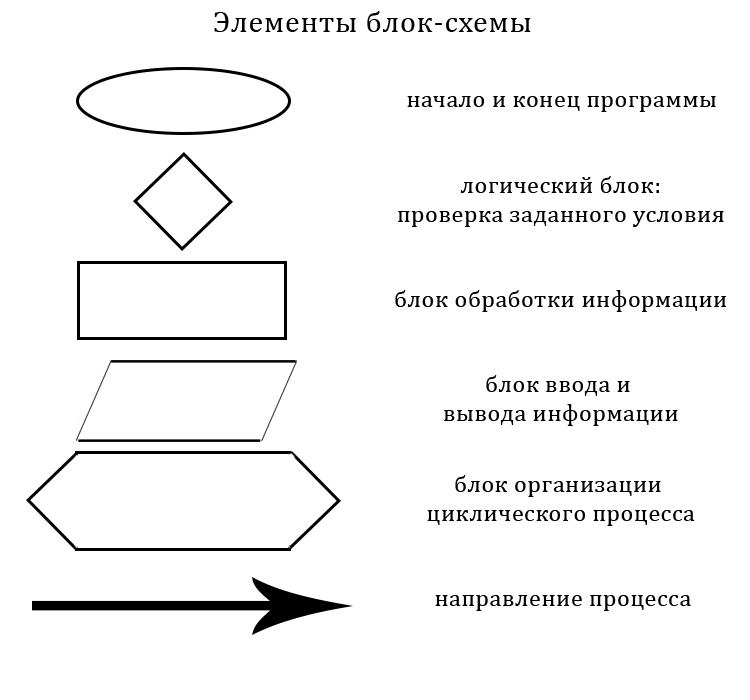 Элементы блок-схемы
начало и конец программы
логический блок:
проверка заданного условия
блок обработки информации
блок ввода и
вывода информации
блок организации
циклического процесса
направление процесса